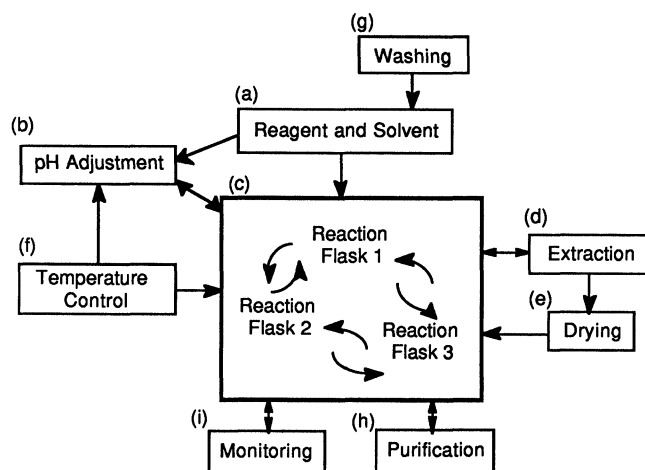 (g)
Washing
(a)
Reagent and Solvent
(b)
pH Adjustment
(c)
(f)
Temperature
Control
Reaction
Flask 1
Reaction
Flask 2
Reaction
Flask 3
(d)
Extraction
(e)
Drying
(i)
Monitoring
(h)
Purification